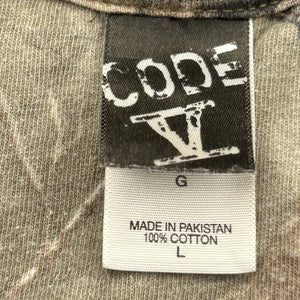 CODE
V
G
MADE IN PAKISTAN
100% COTTON
L